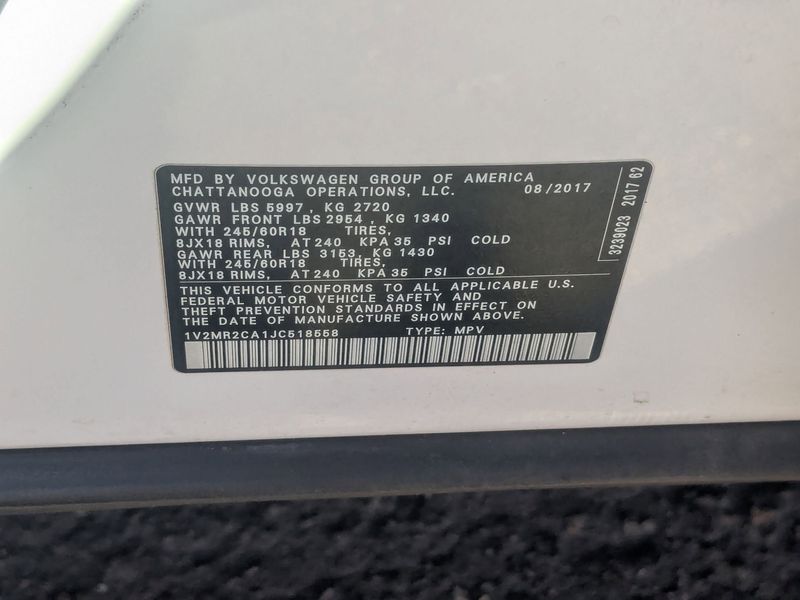 MFD BY VOLKSWAGEN GROUP OF AMERICA
CHATTANOOGA OPERATIONS, LLC. 08/2017
GVWR LBS 5997 , KG 2720
GAWR FRONT LBS 2954 , KG 1340
WITH 245/60R18 TIRES,
8JX18 RIMS, AT 240 KPA 35 PSI COLD
GAWR REAR LBS 3153, KG 1430
WITH 245/60R18 TIRES,
8JX18 RIMS, AT 240 KPA 35 PSI COLD
THIS VEHICLE CONFORMS TO ALL APPLICABLE U.S.
FEDERAL MOTOR VEHICLE SAFETY AND
THEFT PREVENTION STANDARDS IN EFFECT ON
THE DATE OF MANUFACTURE SHOWN ABOVE.
1V2MR2CA1JC518558 TYPE: MPV
3239023 2017 62